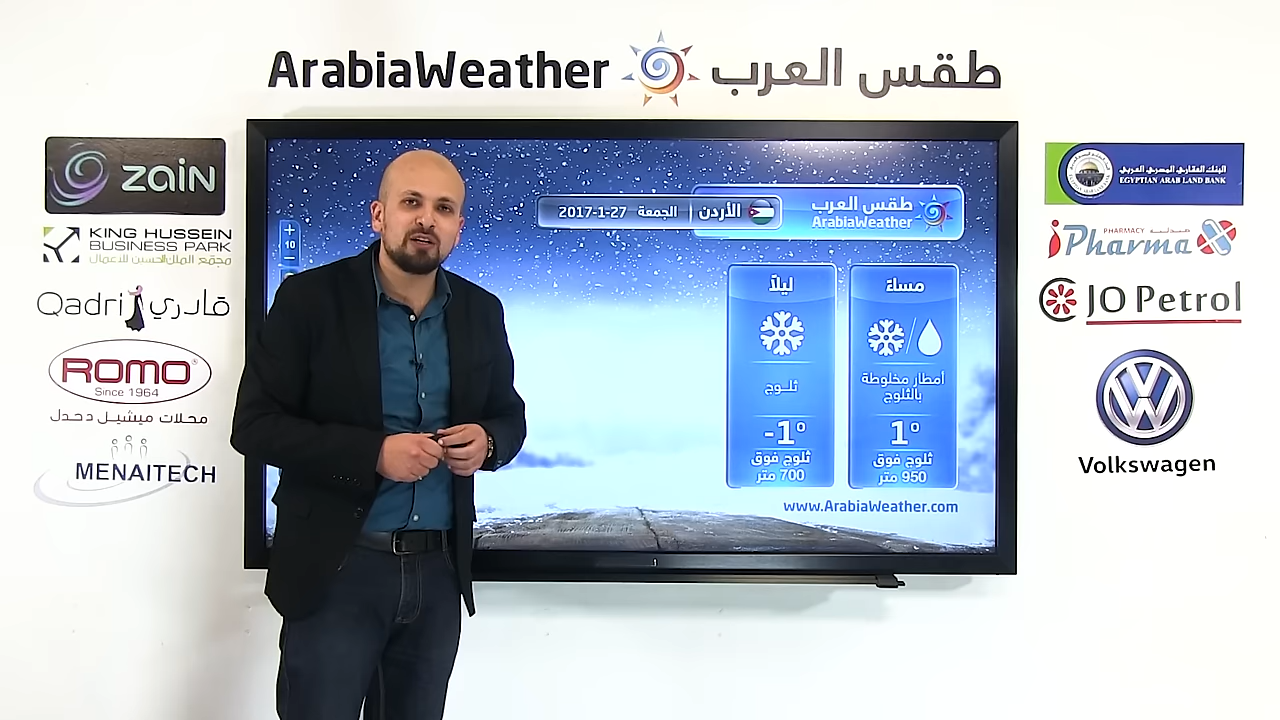 ArabiaWeather طقس العرب
zain
KING HUSSEIN
BUSINESS PARK
مجمع الملك الحسين للأعمال
Qadri قادري
ROMO
Since 1964
محلات ميشيل دحدل
MENAITECH
+
10
−
طقس العرب
ArabiaWeather
الأردن | الجمعة 27-1-2017
مساءً
أمطار مخلوطة
بالثلوج
1°
ثلوج فوق
950 متر
ليلاً
ثلــوج
-1°
ثلوج فوق
700 متر
www.ArabiaWeather.com
البنك العقاري المصري العربي
EGYPTIAN ARAB LAND BANK
PHARMACY صيدلية
iPharma
JO Petrol
Volkswagen